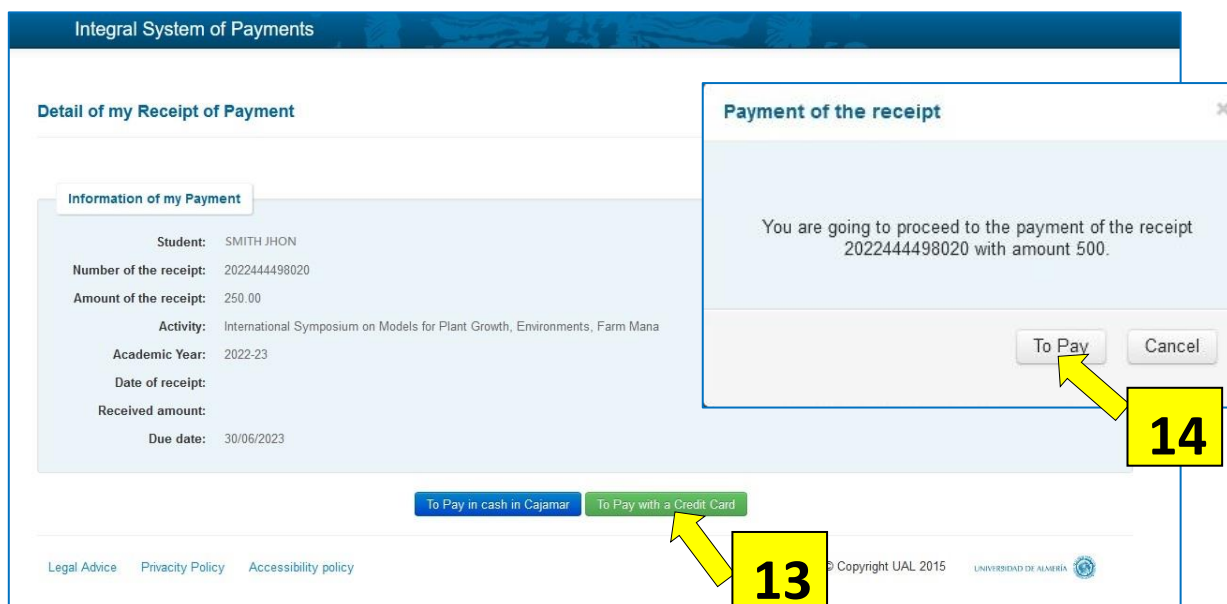 Integral System of Payments
Detail of my Receipt of Payment
Information of my Payment
Student: SMITH JHON
Number of the receipt: 2022444498020
Amount of the receipt: 250.00
Activity: International Symposium on Models for Plant Growth, Environments, Farm Mana
Academic Year: 2022-23
Date of receipt:
Received amount:
Due date: 30/06/2023
To Pay in cash in Cajamar To Pay with a Credit Card
13
Legal Advice Privacity Policy Accessibility policy
© Copyright UAL 2015 UNIVERSIDAD DE ALMERÍA
Payment of the receipt ×
You are going to proceed to the payment of the receipt
2022444498020 with amount 500.
To Pay Cancel
14